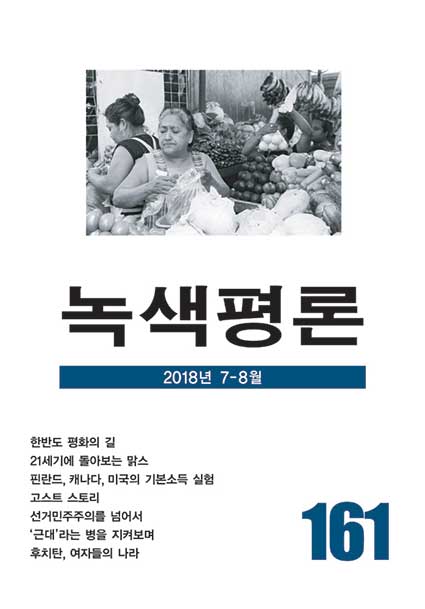 녹색평론
2018년 7-8월
한반도 평화의 길
21세기에 돌아보는 맑스
핀란드, 캐나다, 미국의 기본소득 실험
고스트 스토리
선거민주주의를 넘어서
‘근대’라는 병을 지켜보며
후치탄, 여자들의 나라
161